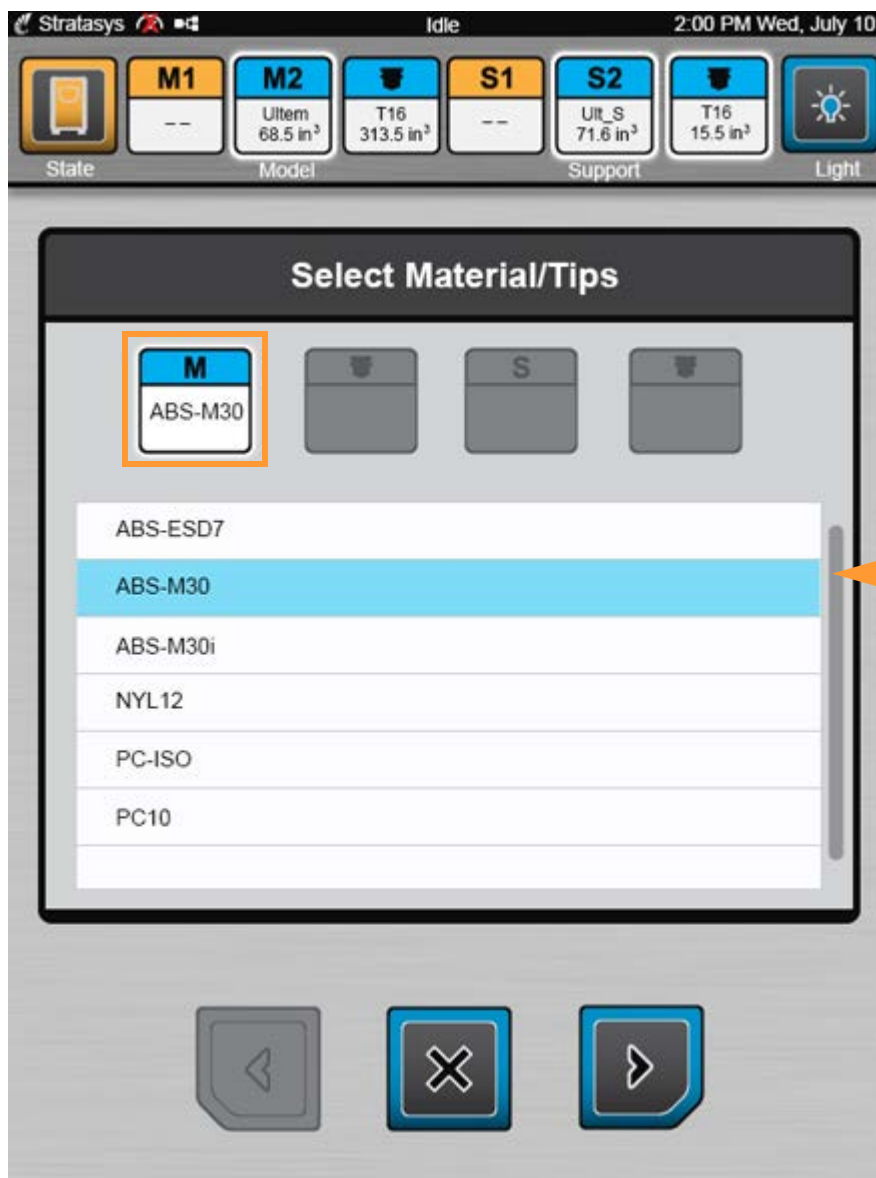 Stratasys Idle 2:00 PM Wed, July 10
M1 M2 S1 S2
-- Ultem 68.5 in³ T16 313.5 in³ -- Ult_S 71.6 in³ T16 15.5 in³
State Model Support Light
Select Material/Tips
M S
ABS-M30
ABS-ESD7
ABS-M30
ABS-M30i
NYL12
PC-ISO
PC10